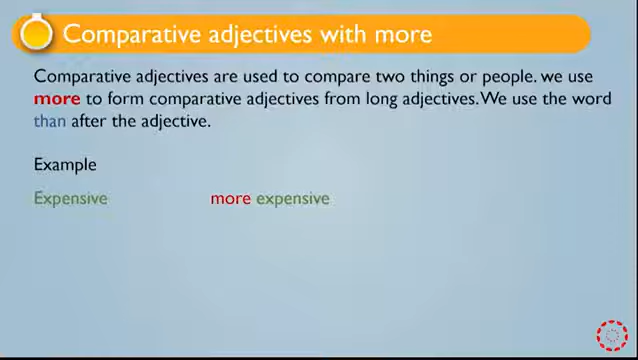 Comparative adjectives with more
Comparative adjectives are used to compare two things or people. we use
more to form comparative adjectives from long adjectives. We use the word
than after the adjective.
Example
Expensive more expensive